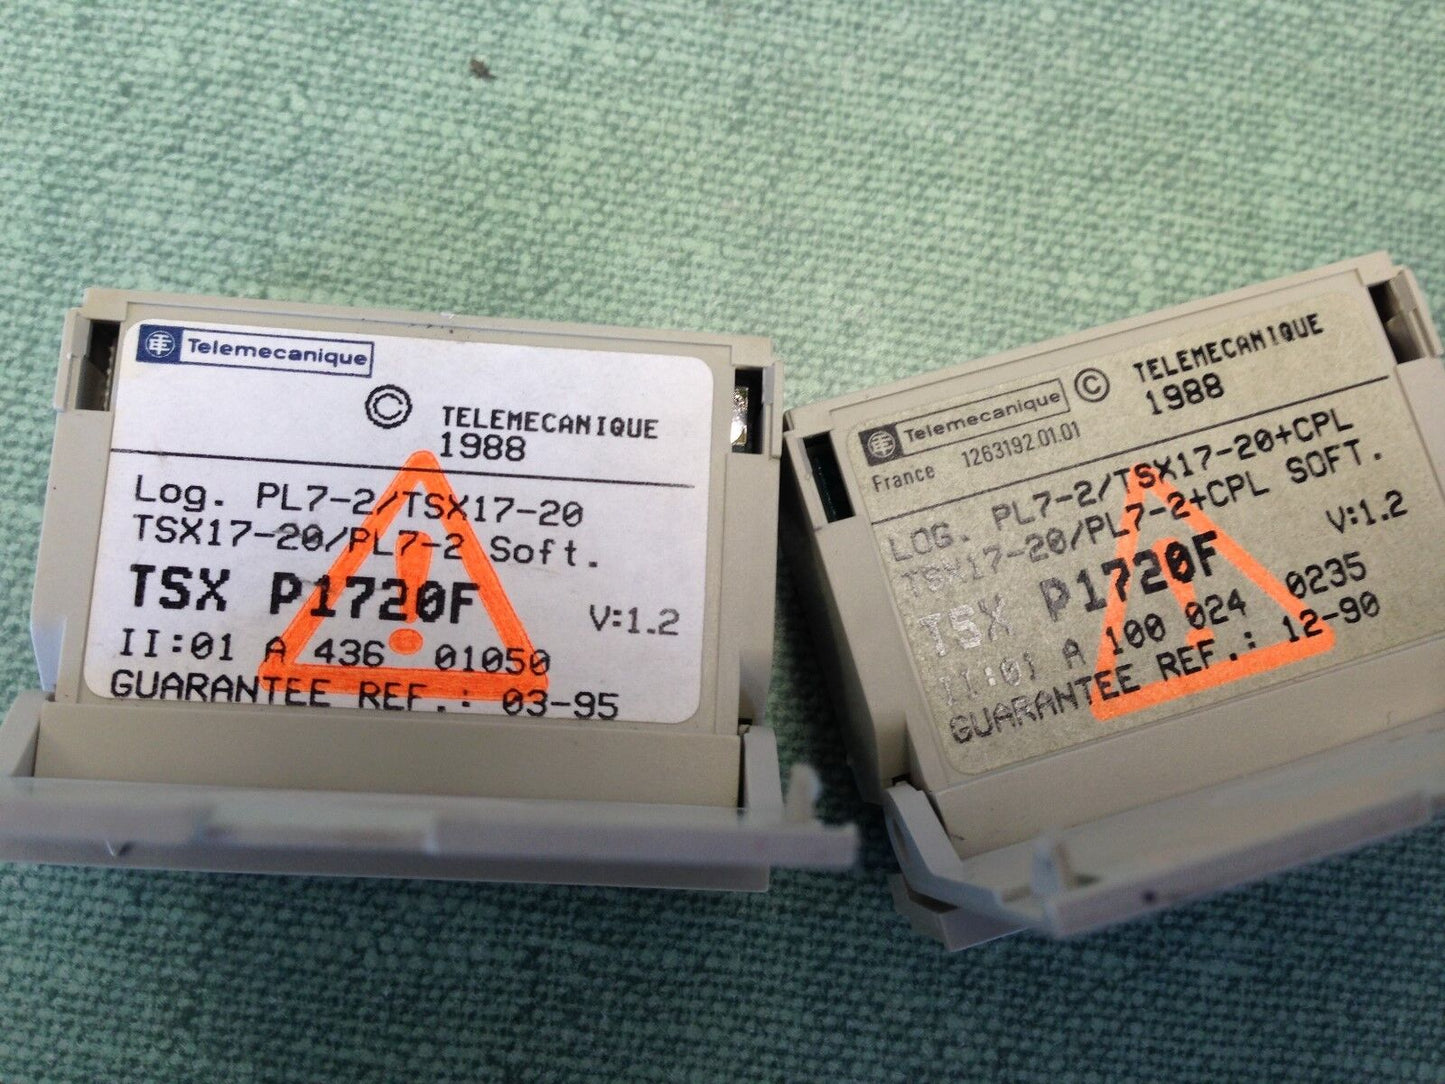 Telemecanique
© TELEMECANIQUE
1988
Log. PL7-2/TSX17-20
TSX17-20/PL7-2 Soft.
TSX P1720F V:1.2
II:01 A 436 01050
GUARANTEE REF.: 03-95
Telemecanique © TELEMECANIQUE
1988
France 1263192.01.01
LOG. PL7-2/TSX17-20+CPL
TSX17-20/PL7-2+CPL SOFT.
TSX P1720F V:1.2
II:01 A 100 024 0235
GUARANTEE REF.: 12-90